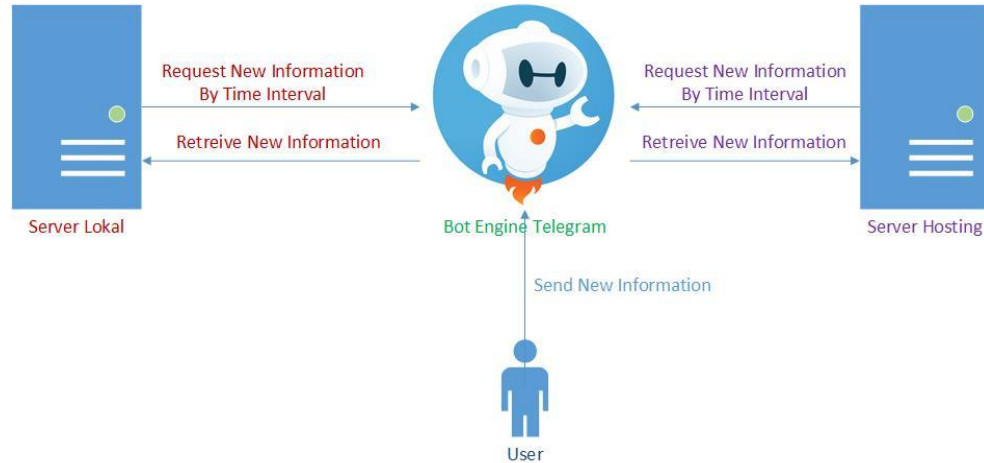 Request New Information
By Time Interval
Request New Information
By Time Interval
Retreive New Information
Retreive New Information
Server Lokal
Bot Engine Telegram
Server Hosting
Send New Information
User